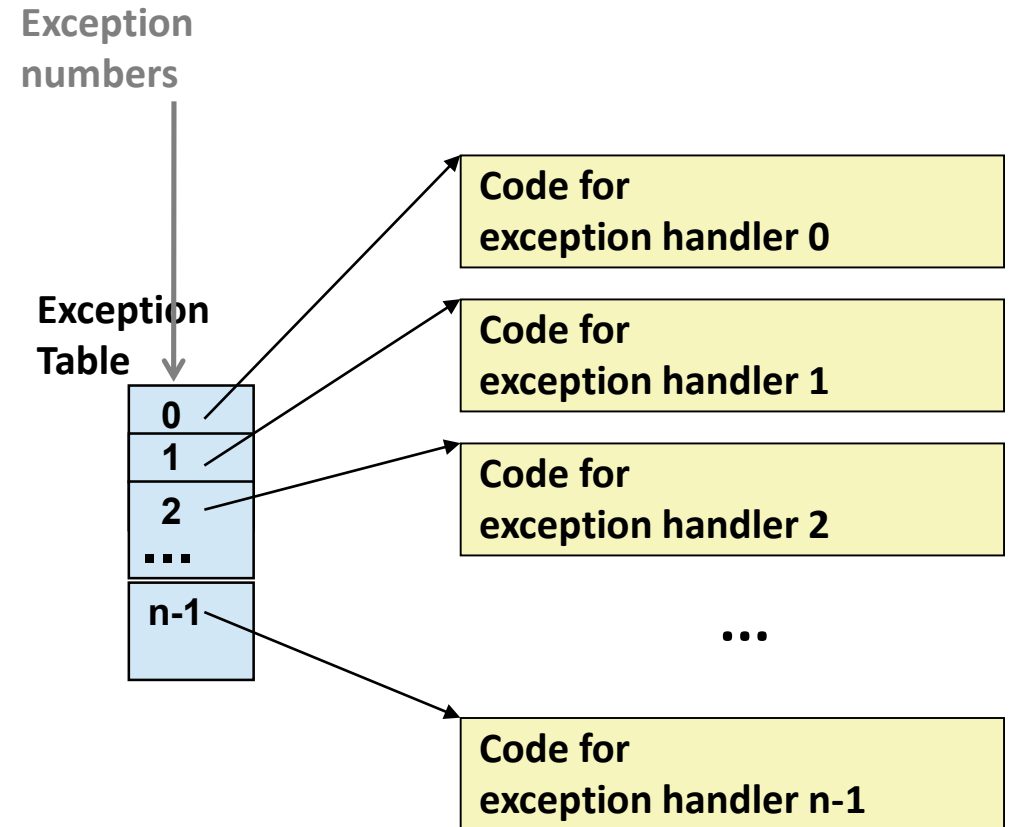 Exception
numbers
Code for
exception handler 0
Exception
Table
Code for
exception handler 1
0
1
2
...
n-1
Code for
exception handler 2
...
Code for
exception handler n-1